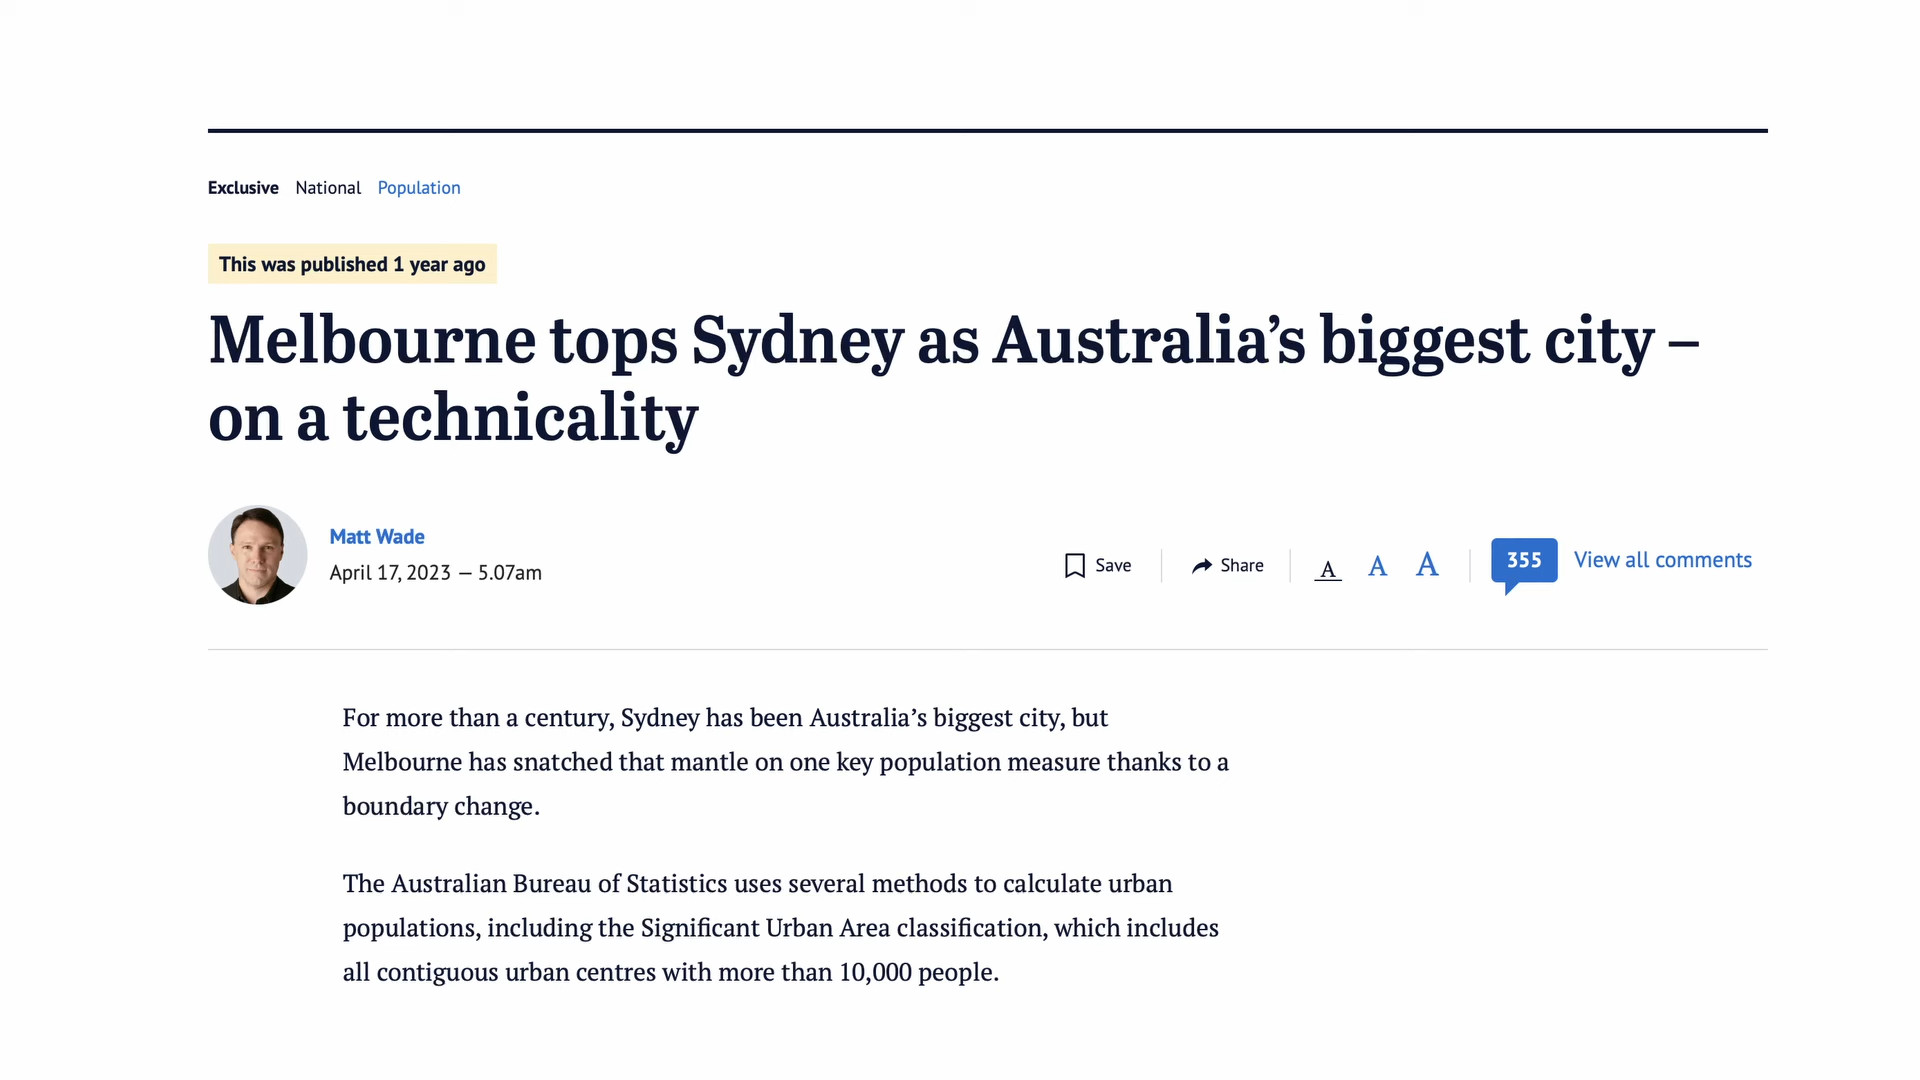 Exclusive National Population
This was published 1 year ago
Melbourne tops Sydney as Australia’s biggest city –
on a technicality
Matt Wade
April 17, 2023 — 5.07am
Save Share A A A 355 View all comments
For more than a century, Sydney has been Australia’s biggest city, but
Melbourne has snatched that mantle on one key population measure thanks to a
boundary change.
The Australian Bureau of Statistics uses several methods to calculate urban
populations, including the Significant Urban Area classification, which includes
all contiguous urban centres with more than 10,000 people.